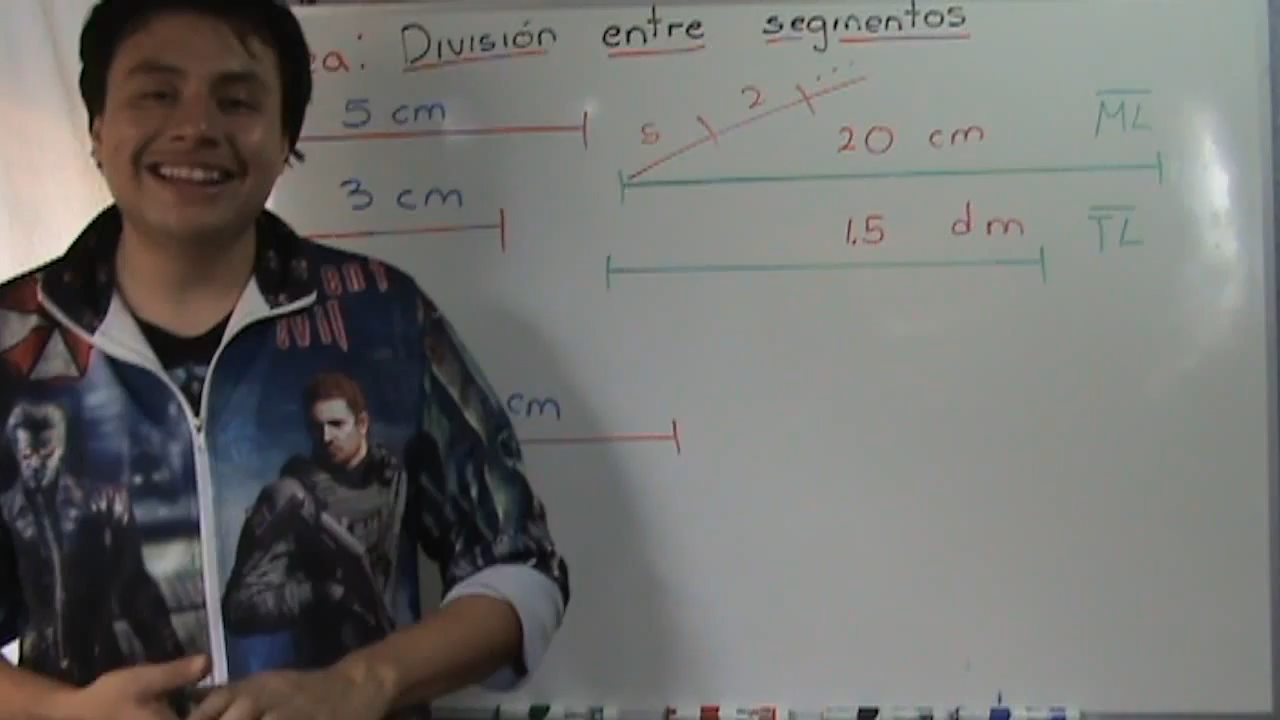 ea: División entre segmentos
5 cm
3 cm
cm
5 2 ...
20 cm ML
1.5 dm TL